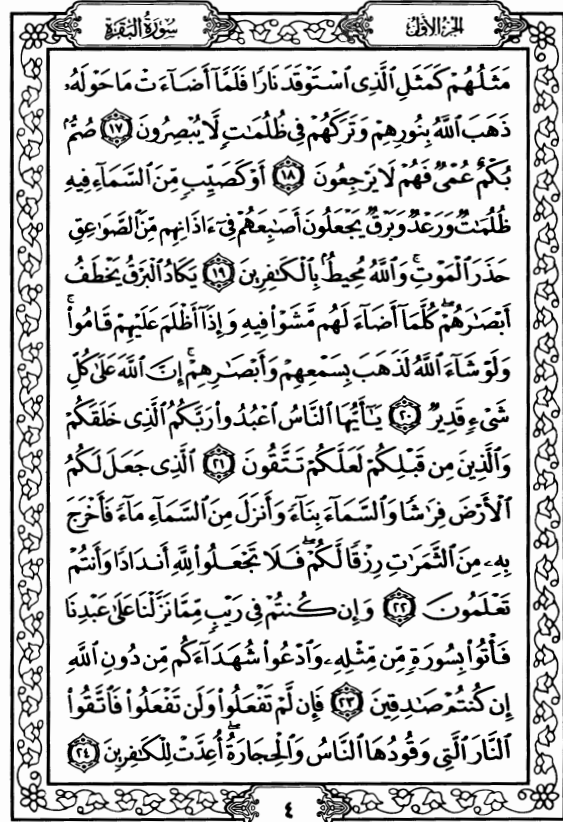 الجزء الأول
سورة البقرة
مَثَلُهُمْ كَمَثَلِ ٱلَّذِى ٱسْتَوْقَدَ نَارًا فَلَمَّآ أَضَآءَتْ مَا حَوْلَهُۥ
ذَهَبَ ٱللَّهُ بِنُورِهِمْ وَتَرَكَهُمْ فِى ظُلُمَٰتٍ لَّا يُبْصِرُونَ ١٧ صُمٌّۢ
بُكْمٌ عُمْىٌ فَهُمْ لَا يَرْجِعُونَ ١٨ أَوْ كَصَيِّبٍ مِّنَ ٱلسَّمَآءِ فِيهِ
ظُلُمَٰتٌ وَرَعْدٌ وَبَرْقٌ يَجْعَلُونَ أَصَٰبِعَهُمْ فِىٓ ءَاذَانِهِم مِّنَ ٱلصَّوَٰعِقِ
حَذَرَ ٱلْمَوْتِ ۚ وَٱللَّهُ مُحِيطٌۢ بِٱلْكَٰفِرِينَ ١٩ يَكَادُ ٱلْبَرْقُ يَخْطَفُ
أَبْصَٰرَهُمْ ۖ كُلَّمَآ أَضَآءَ لَهُم مَّشَوْا۟ فِيهِ وَإِذَآ أَظْلَمَ عَلَيْهِمْ قَامُوا۟ ۚ
وَلَوْ شَآءَ ٱللَّهُ لَذَهَبَ بِسَمْعِهِمْ وَأَبْصَٰرِهِمْ ۚ إِنَّ ٱللَّهَ عَلَىٰ كُلِّ
شَىْءٍ قَدِيرٌ ٢٠ يَٰٓأَيُّهَا ٱلنَّاسُ ٱعْبُدُوا۟ رَبَّكُمُ ٱلَّذِى خَلَقَكُمْ
وَٱلَّذِينَ مِن قَبْلِكُمْ لَعَلَّكُمْ تَتَّقُونَ ٢١ ٱلَّذِى جَعَلَ لَكُمُ
ٱلْأَرْضَ فِرَٰشًا وَٱلسَّمَآءَ بِنَآءً وَأَنزَلَ مِنَ ٱلسَّمَآءِ مَآءً فَأَخْرَجَ
بِهِۦ مِنَ ٱلثَّمَرَٰتِ رِزْقًا لَّكُمْ ۖ فَلَا تَجْعَلُوا۟ لِلَّهِ أَندَادًا وَأَنتُمْ
تَعْلَمُونَ ٢٢ وَإِن كُنتُمْ فِى رَيْبٍ مِّمَّا نَزَّلْنَا عَلَىٰ عَبْدِنَا
فَأْتُوا۟ بِسُورَةٍ مِّن مِّثْلِهِۦ وَٱدْعُوا۟ شُهَدَآءَكُم مِّن دُونِ ٱللَّهِ
إِن كُنتُمْ صَٰدِقِينَ ٢٣ فَإِن لَّمْ تَفْعَلُوا۟ وَلَن تَفْعَلُوا۟ فَٱتَّقُوا۟
ٱلنَّارَ ٱلَّتِى وَقُودُهَا ٱلنَّاسُ وَٱلْحِجَارَةُ ۖ أُعِدَّتْ لِلْكَٰفِرِينَ ٢٤
٤